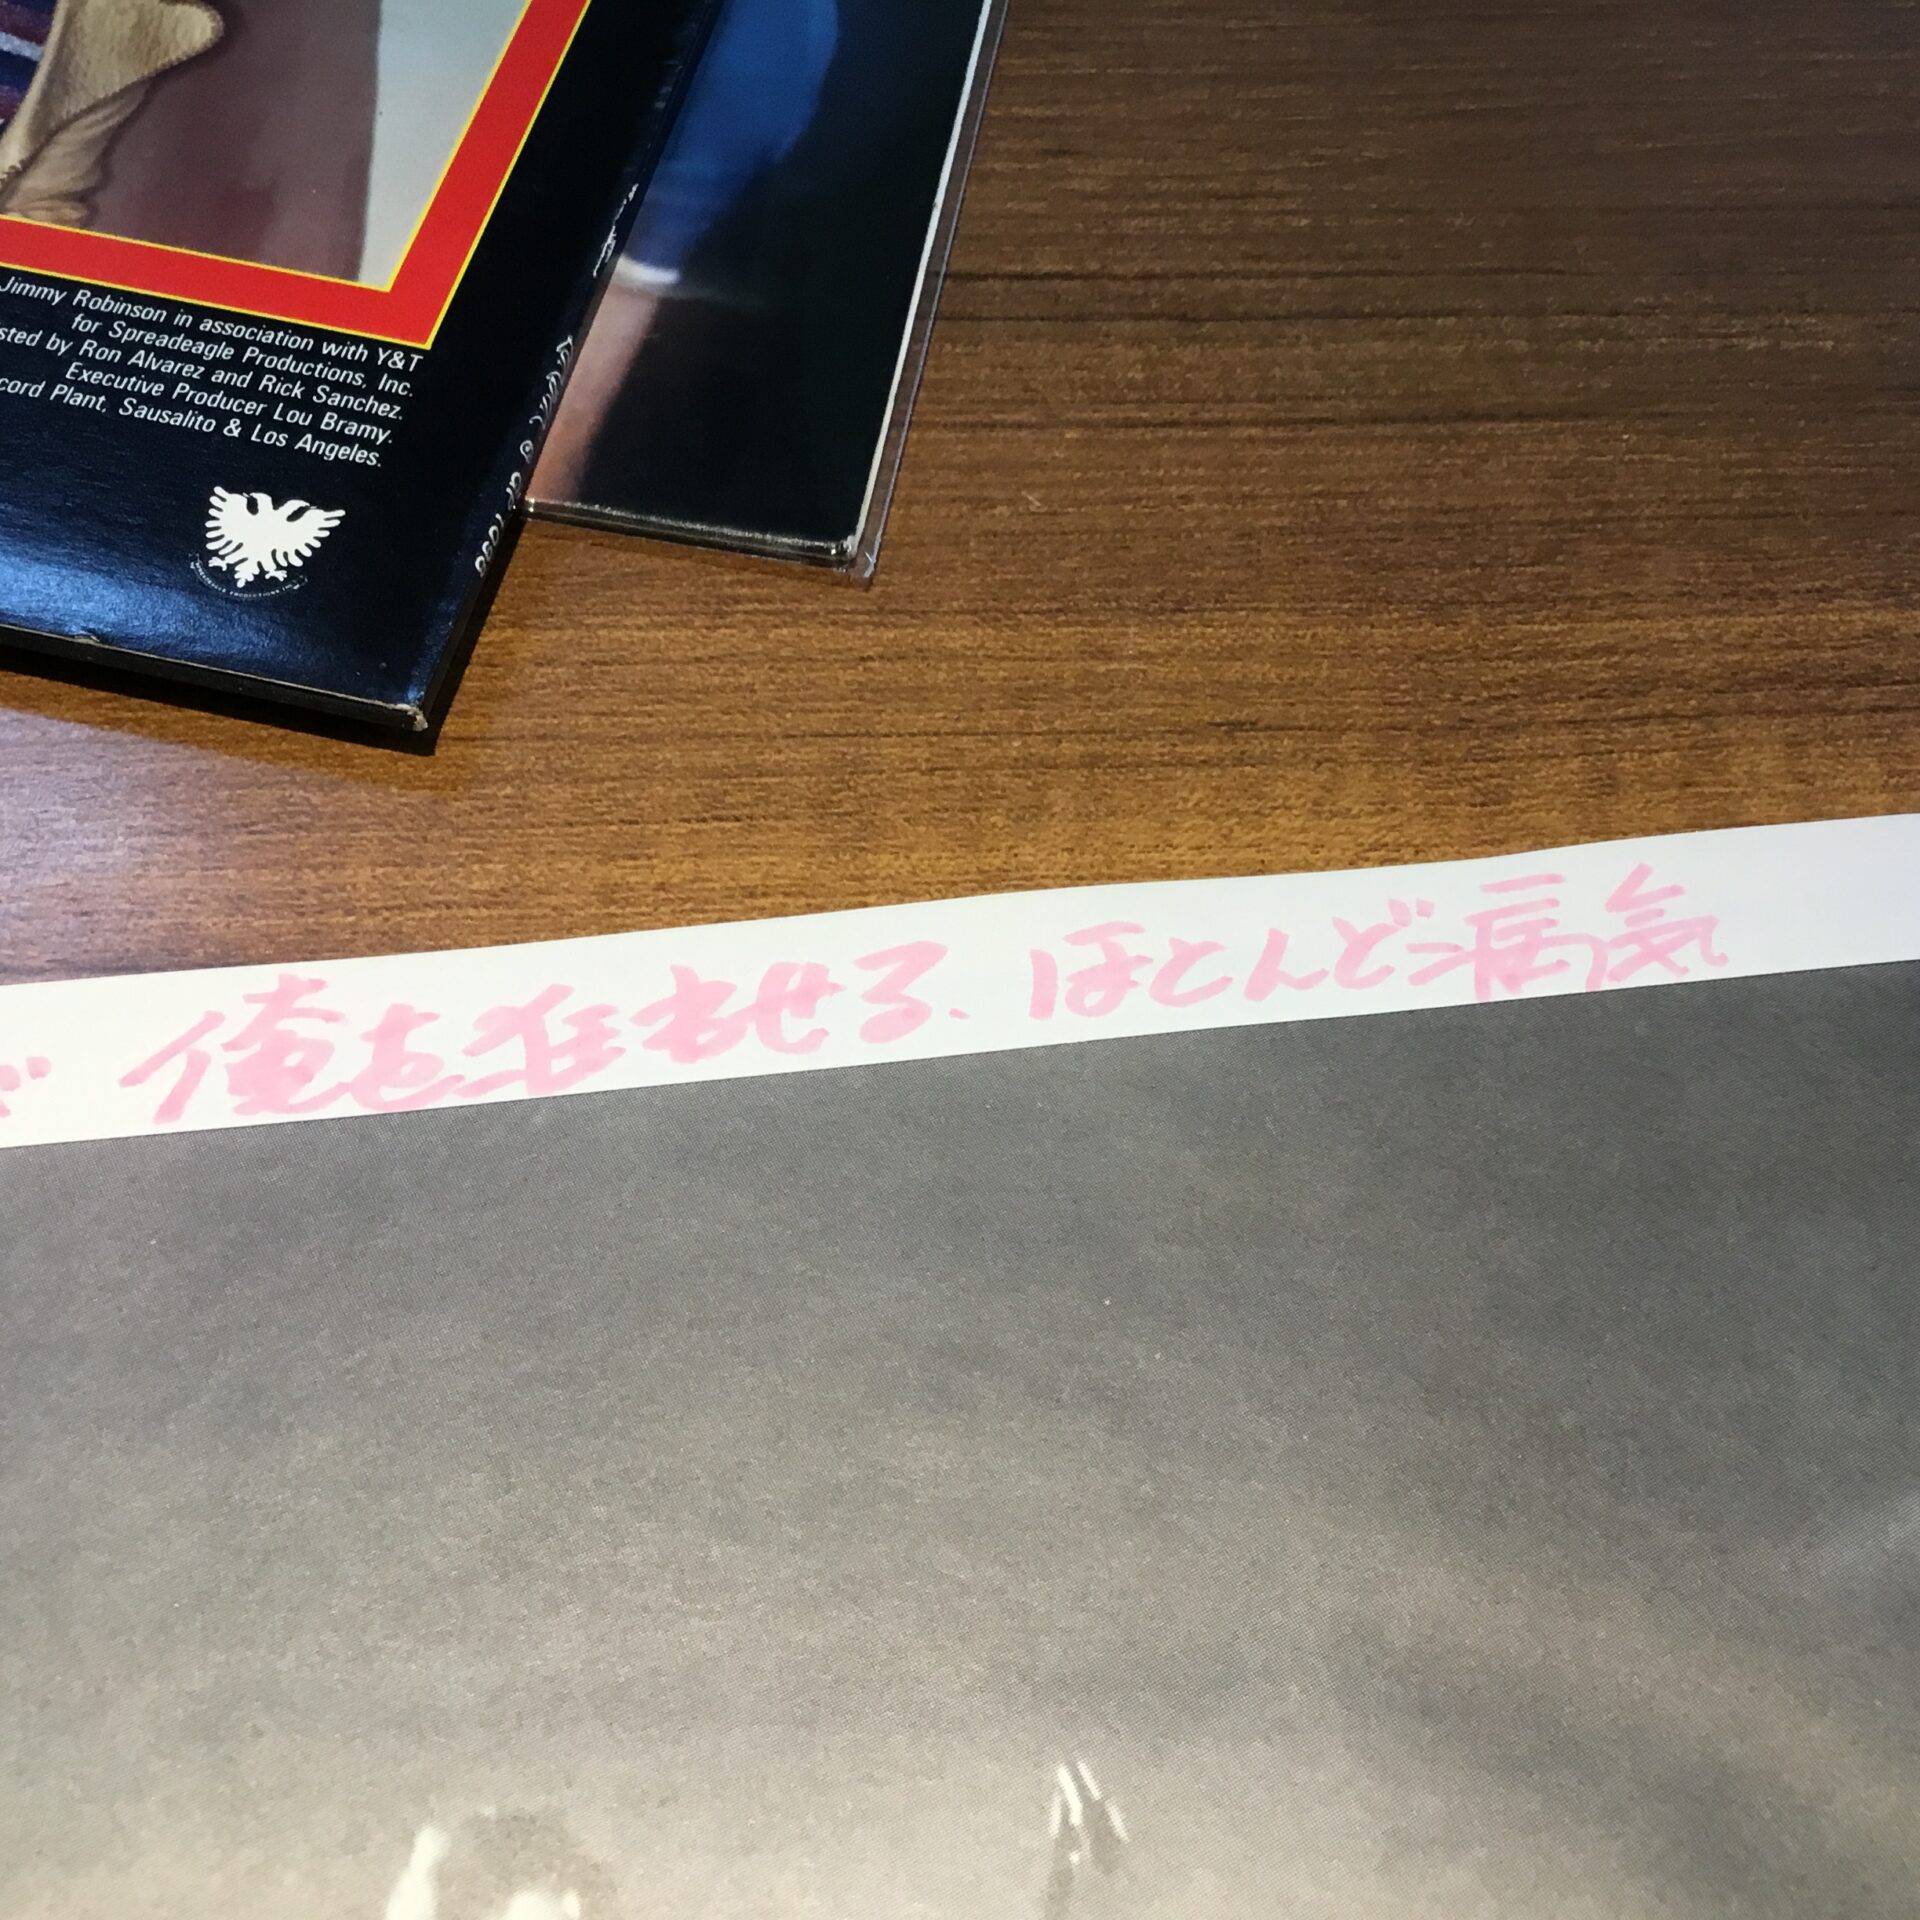 Jimmy Robinson in association with Y&T
for Spreadeagle Productions, Inc.
sted by Ron Alvarez and Rick Sanchez.
Executive Producer Lou Bramy.
cord Plant, Sausalito & Los Angeles.
俺を狂わせる、ほとんど病気